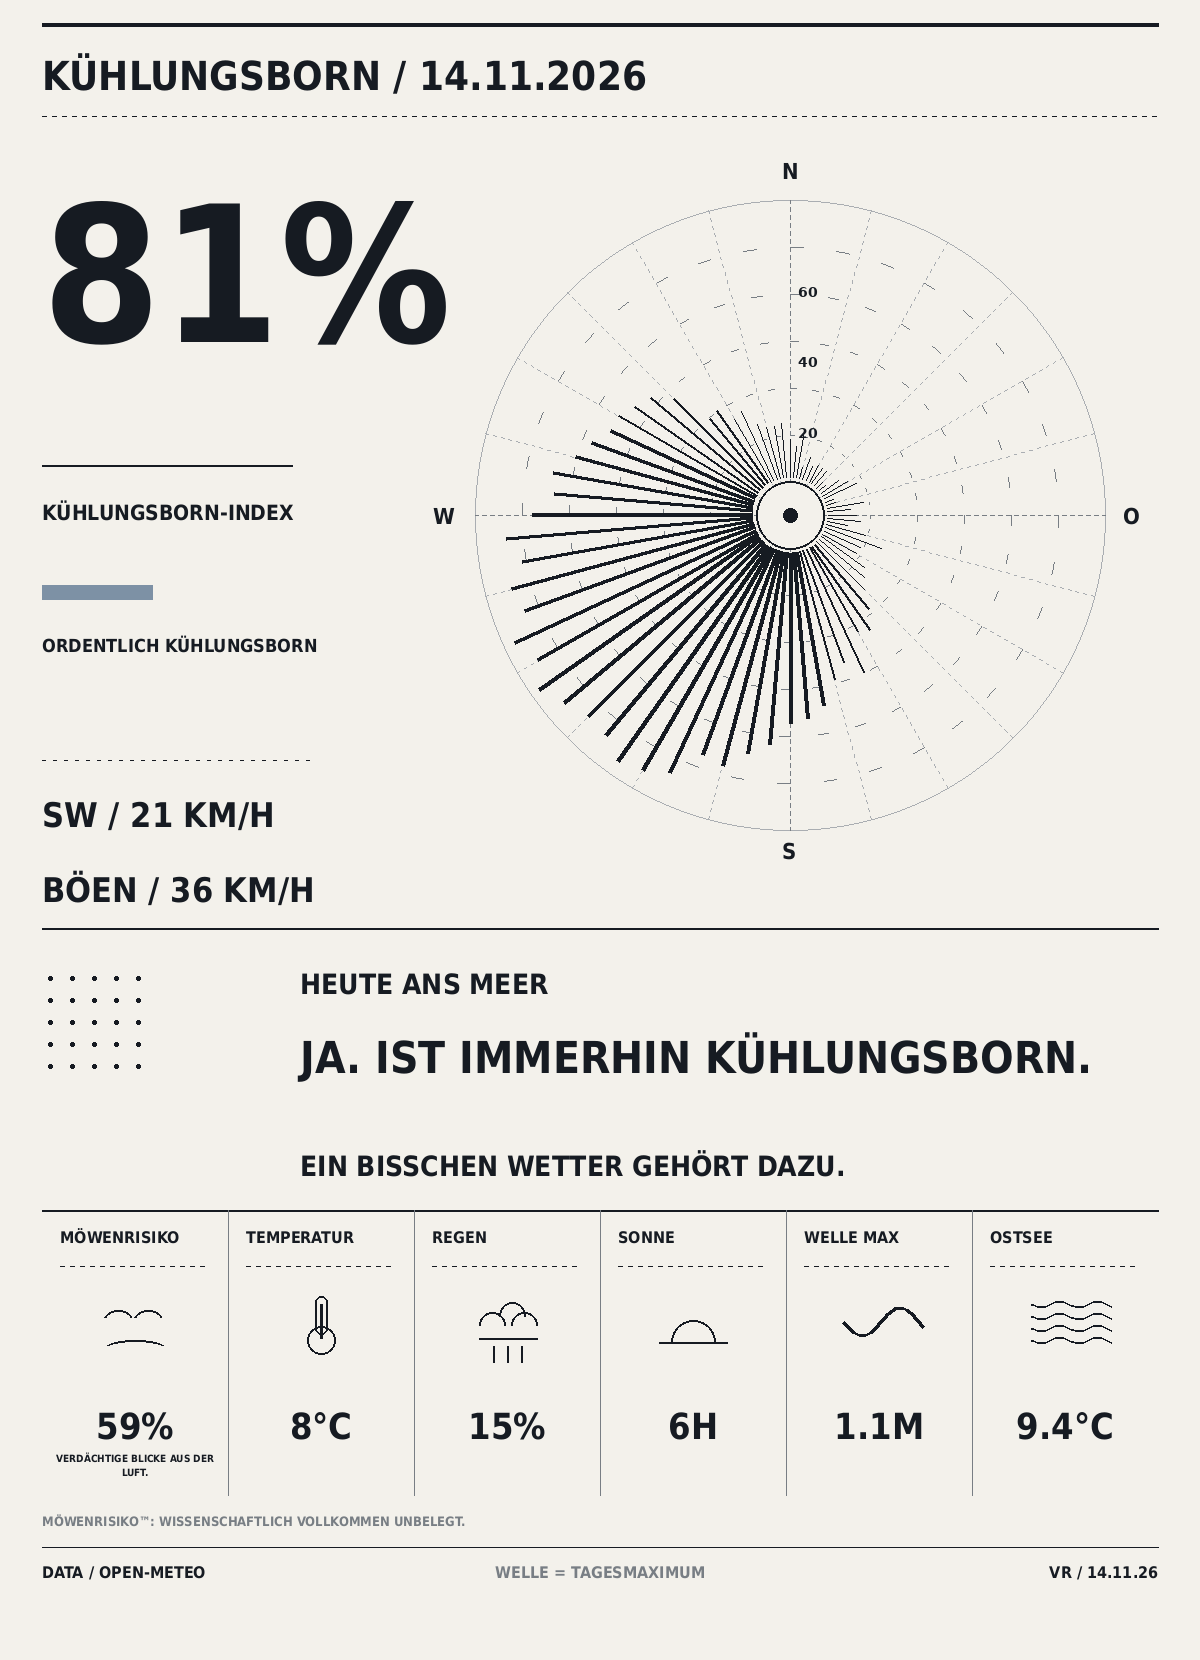 KÜHLUNGSBORN / 14.11.2026
81%
KÜHLUNGSBORN-INDEX
ORDENTLICH KÜHLUNGSBORN
SW / 21 KM/H
BÖEN / 36 KM/H
N
60
40
20
W
O
S
HEUTE ANS MEER
JA. IST IMMERHIN KÜHLUNGSBORN.
EIN BISSCHEN WETTER GEHÖRT DAZU.
MÖWENRISIKO
59%
VERDÄCHTIGE BLICKE AUS DER
LUFT.
TEMPERATUR
8°C
REGEN
15%
SONNE
6H
WELLE MAX
1.1M
OSTSEE
9.4°C
MÖWENRISIKO™: WISSENSCHAFTLICH VOLLKOMMEN UNBELEGT.
DATA / OPEN-METEO
WELLE = TAGESMAXIMUM
VR / 14.11.26